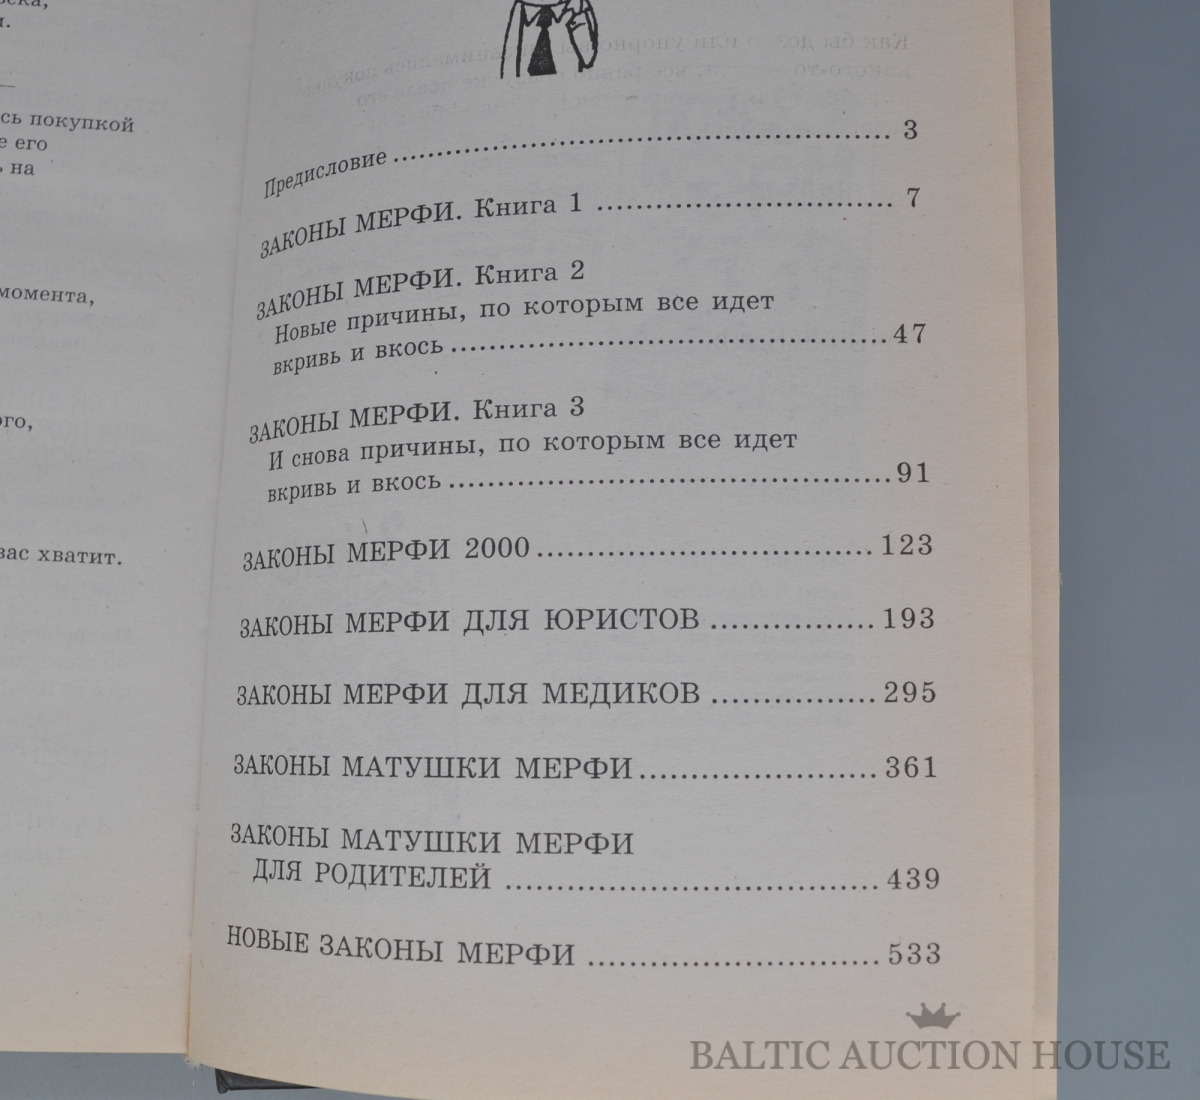 сь покупкой
е его
на
момента,
ого,
вас хватит.
Предисловие ........ 3
ЗАКОНЫ МЕРФИ. Книга 1 ........ 7
ЗАКОНЫ МЕРФИ. Книга 2
Новые причины, по которым все идет
вкривь и вкось ........ 47
ЗАКОНЫ МЕРФИ. Книга 3
И снова причины, по которым все идет
вкривь и вкось ........ 91
ЗАКОНЫ МЕРФИ 2000 ........ 123
ЗАКОНЫ МЕРФИ ДЛЯ ЮРИСТОВ ........ 193
ЗАКОНЫ МЕРФИ ДЛЯ МЕДИКОВ ........ 295
ЗАКОНЫ МАТУШКИ МЕРФИ ........ 361
ЗАКОНЫ МАТУШКИ МЕРФИ
ДЛЯ РОДИТЕЛЕЙ ........ 439
НОВЫЕ ЗАКОНЫ МЕРФИ ........ 533
BALTIC AUCTION HOUSE